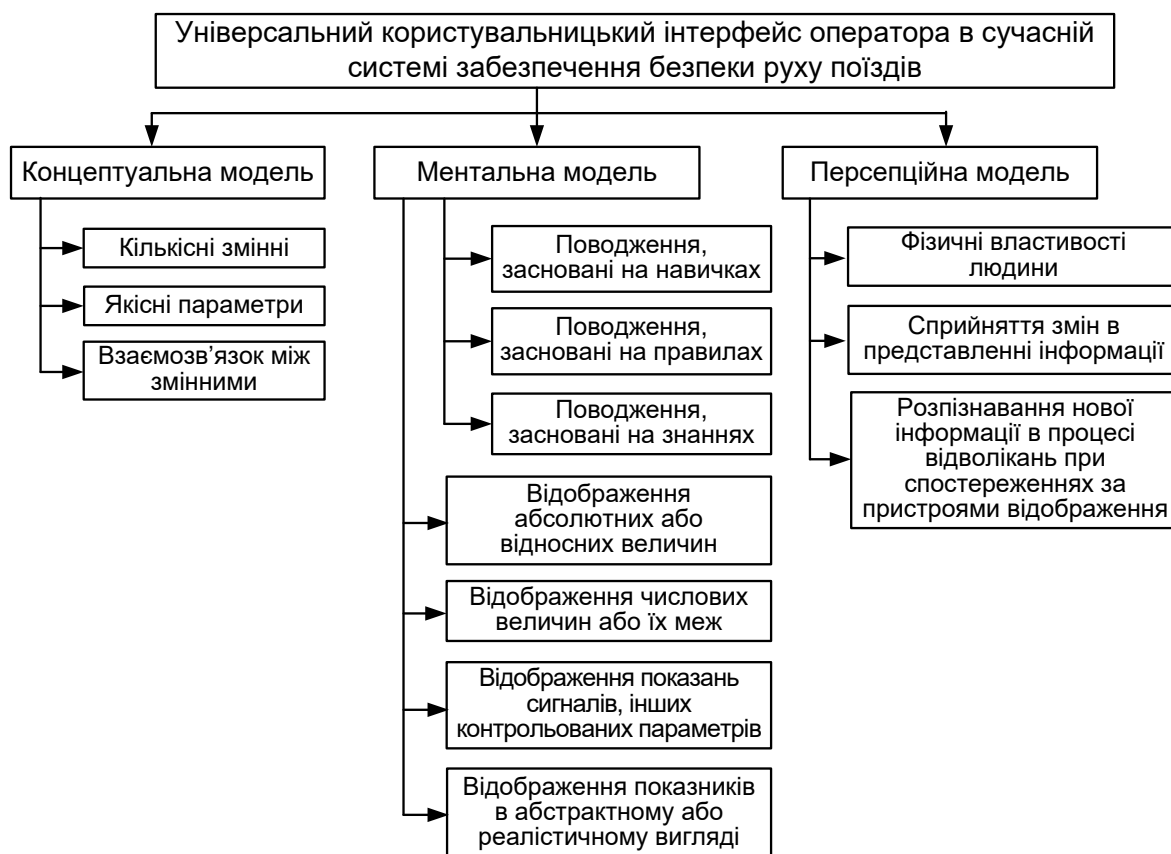 Універсальний користувальницький інтерфейс оператора в сучасній
системі забезпечення безпеки руху поїздів
Концептуальна модель
Кількісні змінні
Якісні параметри
Взаємозв’язок між
змінними
Ментальна модель
Поводження,
засновані на навичках
Поводження,
засновані на правилах
Поводження,
засновані на знаннях
Відображення
абсолютних або
відносних величин
Відображення числових
величин або їх меж
Відображення показань
сигналів, інших
контрольованих параметрів
Відображення показників
в абстрактному або
реалістичному вигляді
Персепційна модель
Фізичні властивості
людини
Сприйняття змін в
представленні інформації
Розпізнавання нової
інформації в процесі
відволікань при
спостереженнях за
пристроями відображення